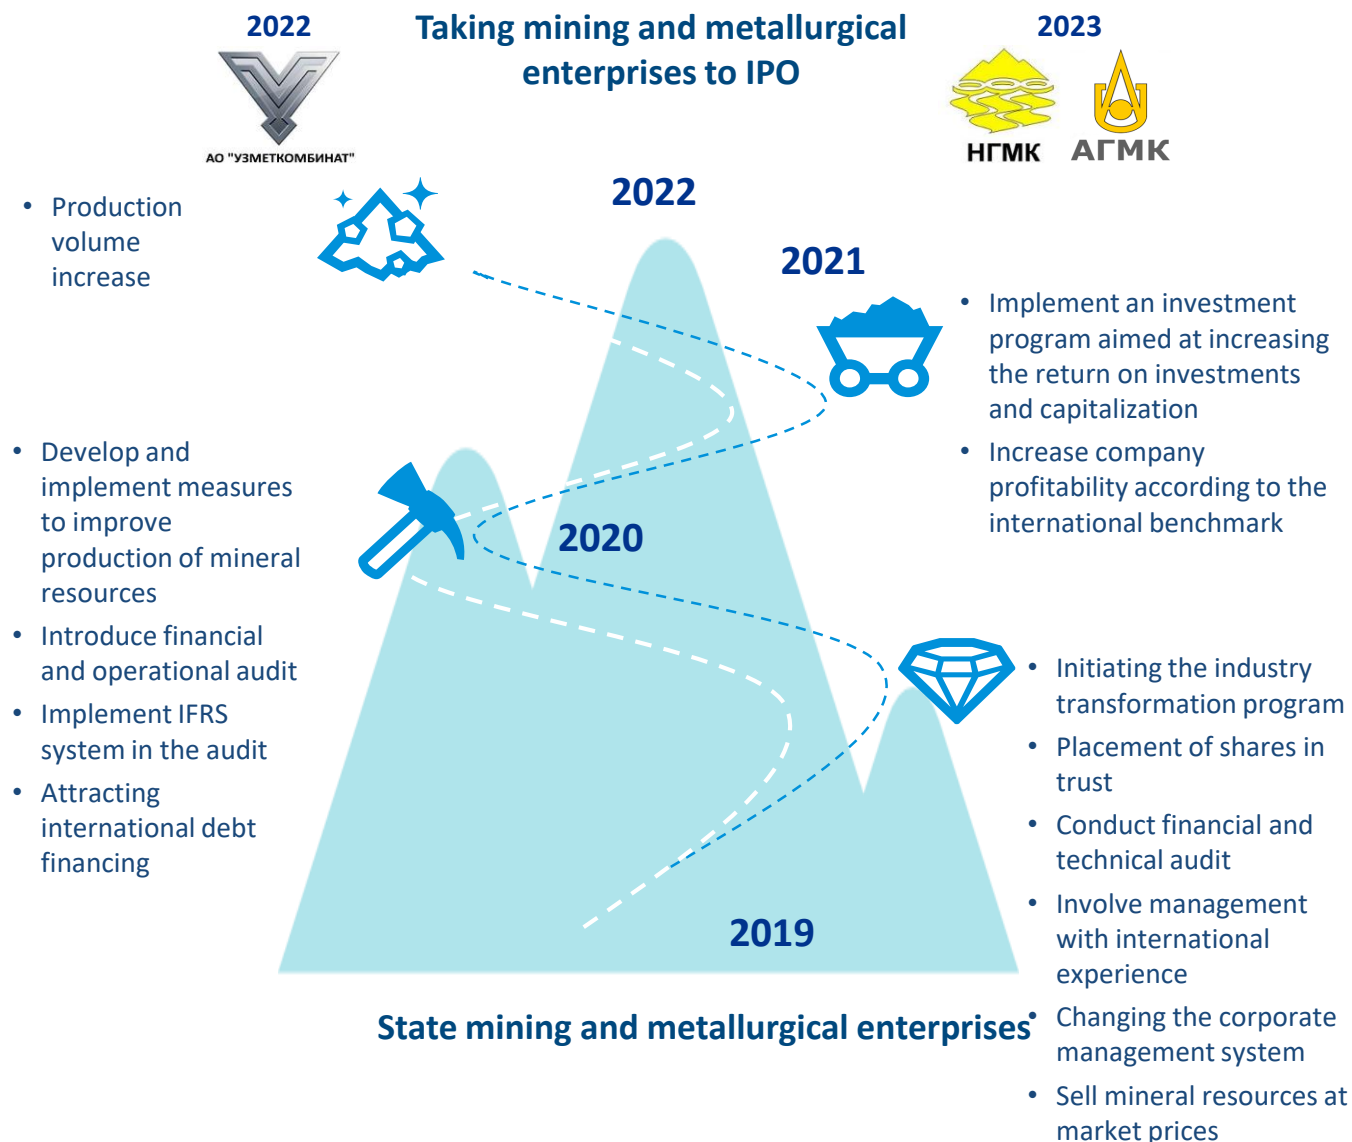 2022
Taking mining and metallurgical
enterprises to IPO
2023
АО "УЗМЕТКОМБИНАТ"
НГМК
АГМК
• Production
volume
increase
2022
2021
• Implement an investment
program aimed at increasing
the return on investments
and capitalization
• Increase company
profitability according to the
international benchmark
• Develop and
implement measures
to improve
production of mineral
resources
• Introduce financial
and operational audit
• Implement IFRS
system in the audit
• Attracting
international debt
financing
2020
• Initiating the industry
transformation program
• Placement of shares in
trust
• Conduct financial and
technical audit
• Involve management
with international
experience
• Changing the corporate
management system
• Sell mineral resources at
market prices
2019
State mining and metallurgical enterprises